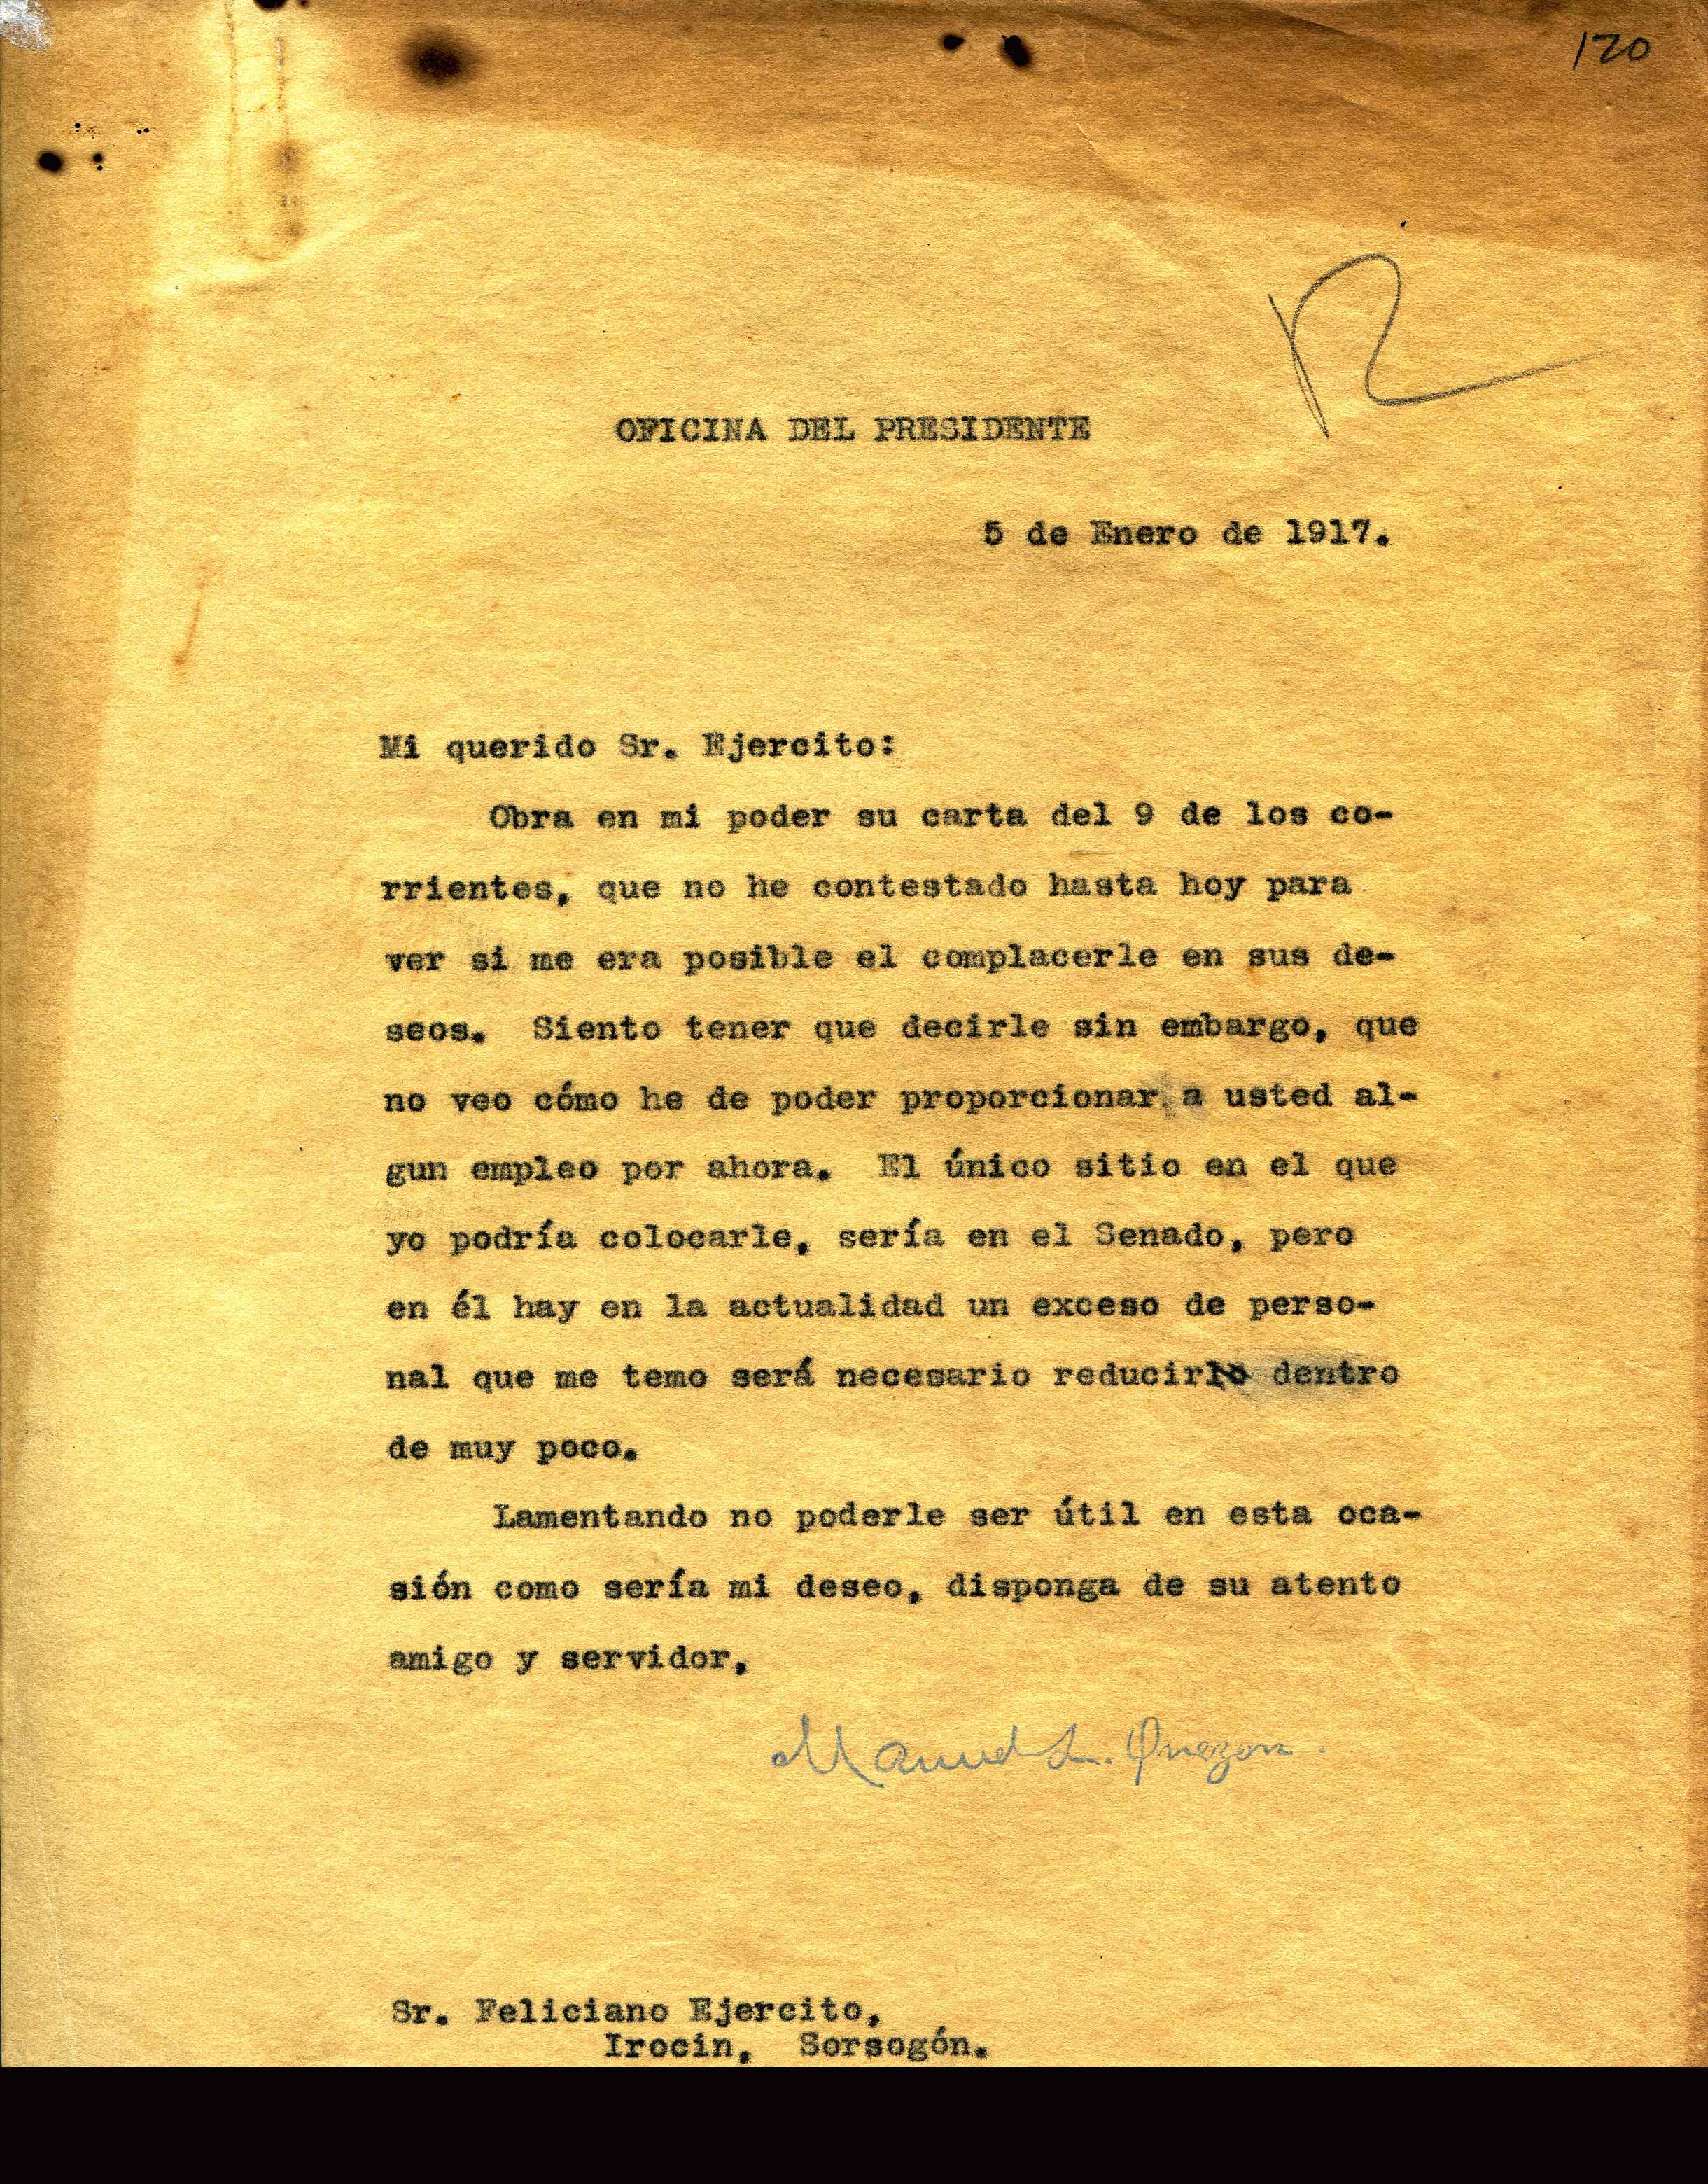 120
R
OFICINA DEL PRESIDENTE
5 de Enero de 1917.
Mi querido Sr. Ejercito:
Obra en mi poder su carta del 9 de los co-
rrientes, que no he contestado hasta hoy para
ver si me era posible el complacerle en sus de-
seos. Siento tener que decirle sin embargo, que
no veo cómo he de poder proporcionar a usted al-
gun empleo por ahora. El único sitio en el que
yo podría colocarle, sería en el Senado, pero
en él hay en la actualidad un exceso de perso-
nal que me temo será necesario reducirlo dentro
de muy poco.
Lamentando no poderle ser útil en esta oca-
sión como sería mi deseo, disponga de su atento
amigo y servidor,
Manuel L. Quezon.
Sr. Feliciano Ejercito,
Irocin, Sorsogón.